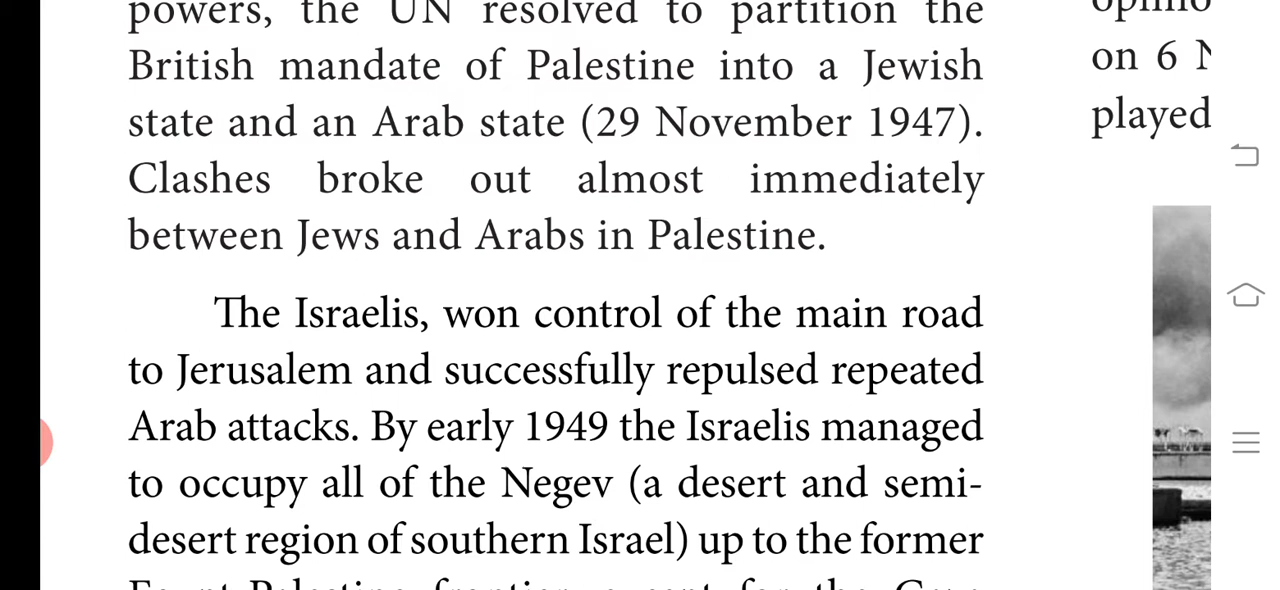 powers, the UN resolved to partition the
British mandate of Palestine into a Jewish
state and an Arab state (29 November 1947).
Clashes broke out almost immediately
between Jews and Arabs in Palestine.
The Israelis, won control of the main road
to Jerusalem and successfully repulsed repeated
Arab attacks. By early 1949 the Israelis managed
to occupy all of the Negev (a desert and semi-
desert region of southern Israel) up to the former
on 6
played